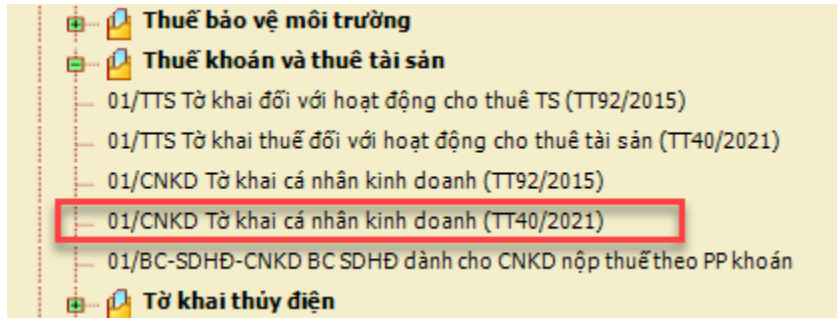 Thuế bảo vệ môi trường
Thuế khoán và thuê tài sản
01/TTS Tờ khai đối với hoạt động cho thuê TS (TT92/2015)
01/TTS Tờ khai thuế đối với hoạt động cho thuê tài sản (TT40/2021)
01/CNKD Tờ khai cá nhân kinh doanh (TT92/2015)
01/CNKD Tờ khai cá nhân kinh doanh (TT40/2021)
01/BC-SDHĐ-CNKD BC SDHĐ dành cho CNKD nộp thuế theo PP khoán
Tờ khai thủy điện